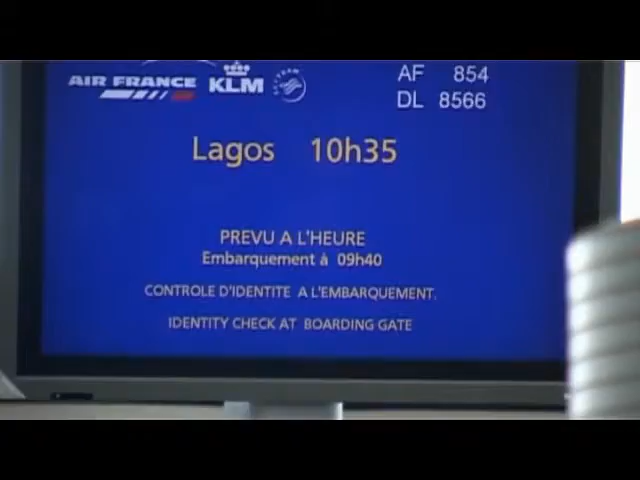 AIR FRANCE KLM SKYTEAM AF 854
DL 8566
Lagos 10h35
PREVU A L'HEURE
Embarquement à 09h40
CONTROLE D'IDENTITE A L'EMBARQUEMENT.
IDENTITY CHECK AT BOARDING GATE